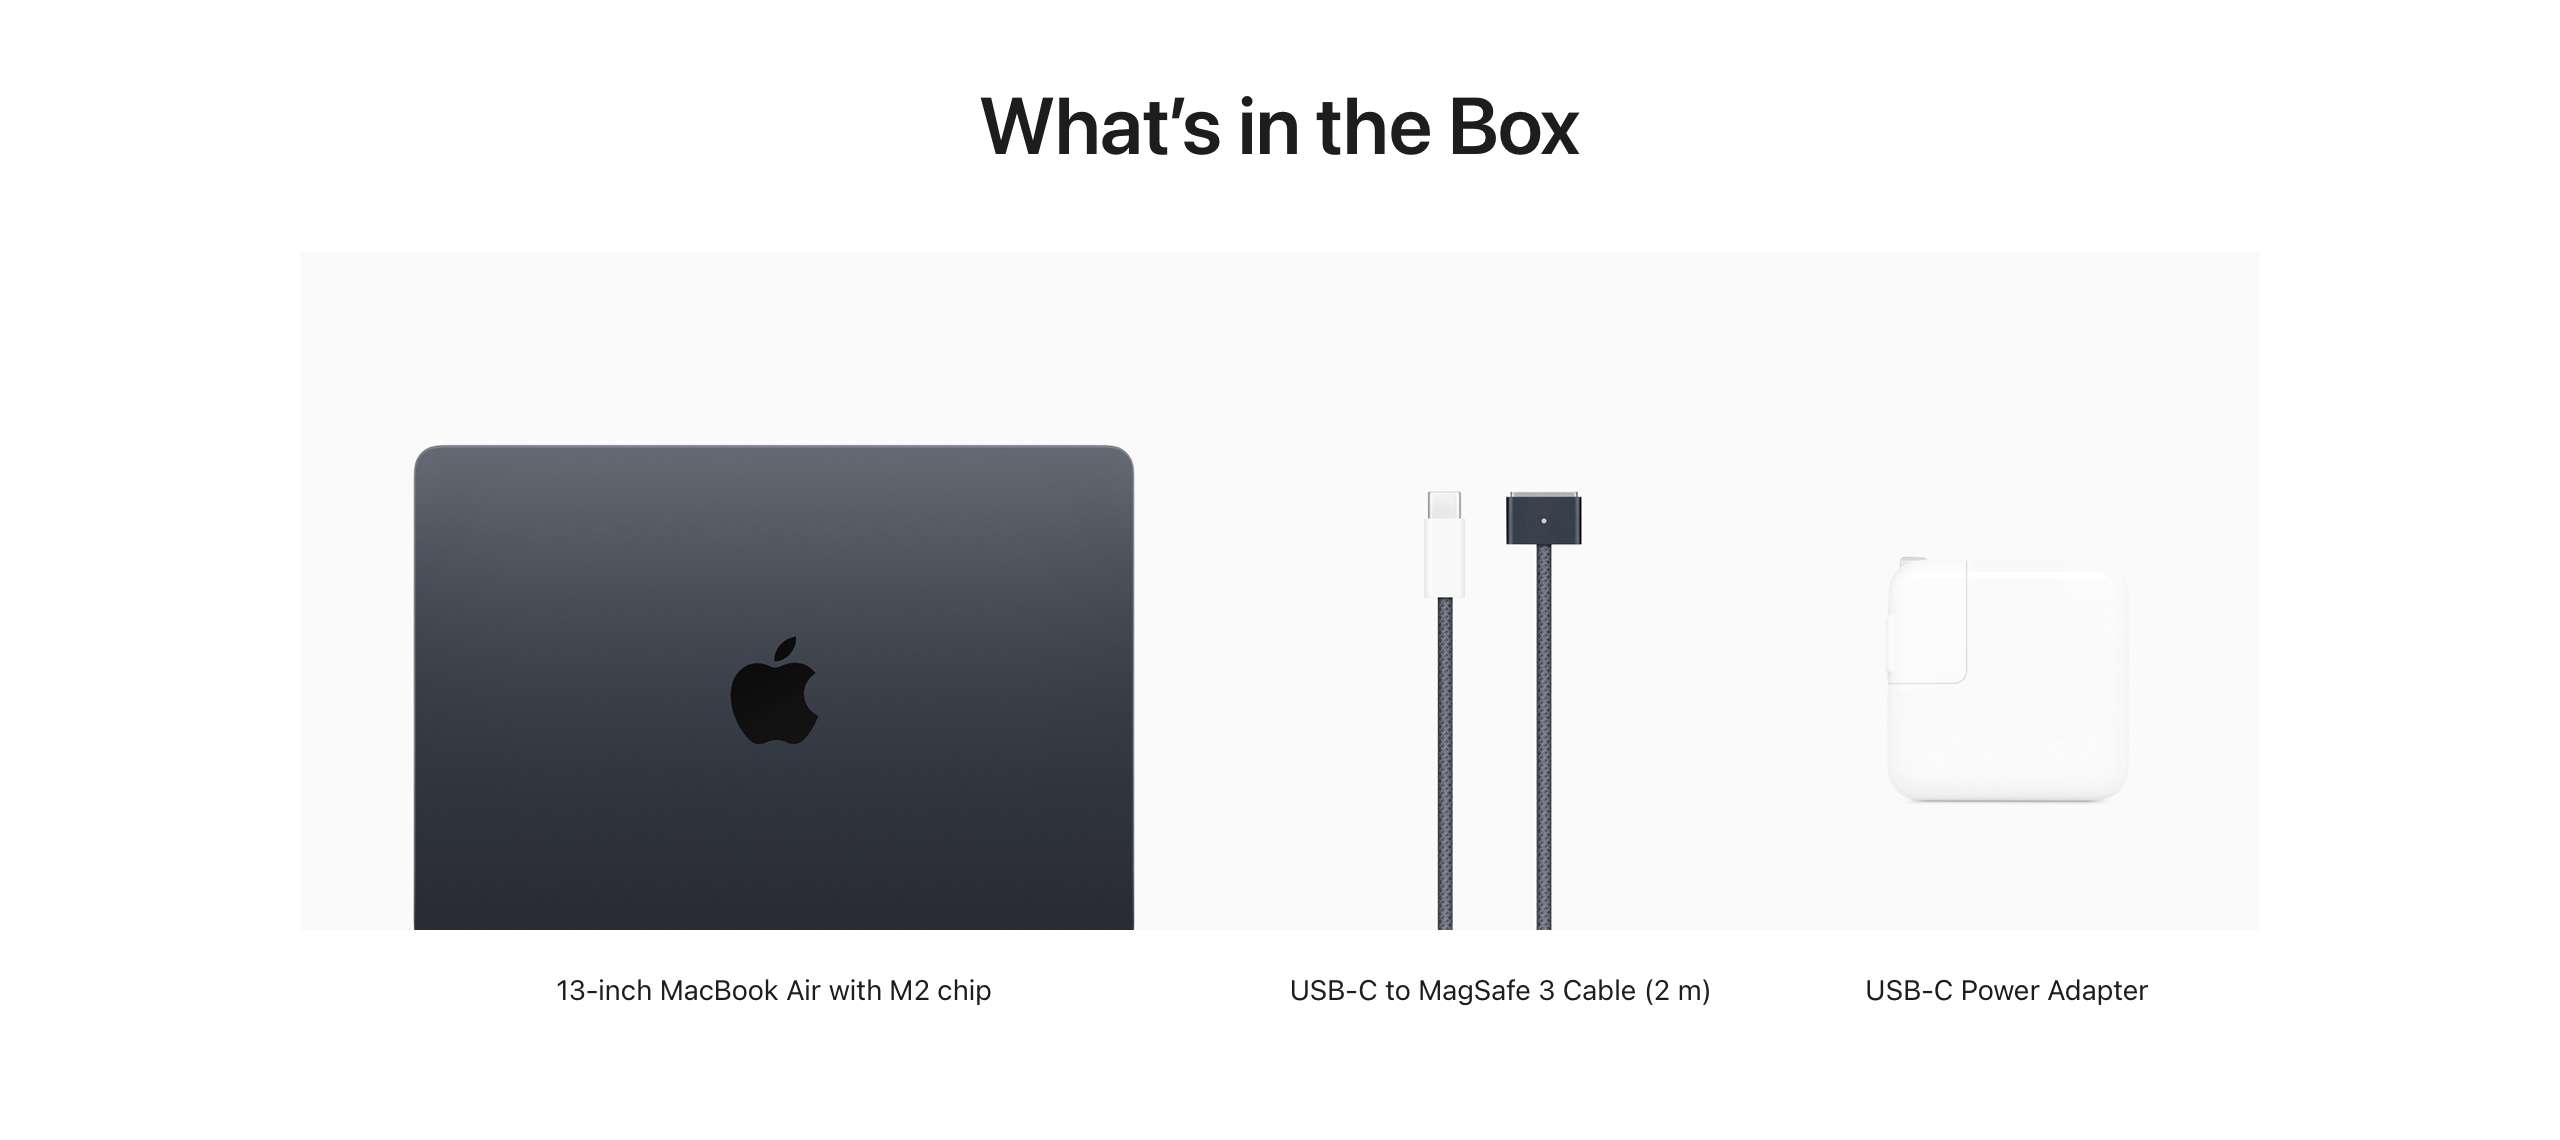 What’s in the Box
13-inch MacBook Air with M2 chip
USB-C to MagSafe 3 Cable (2 m)
USB-C Power Adapter